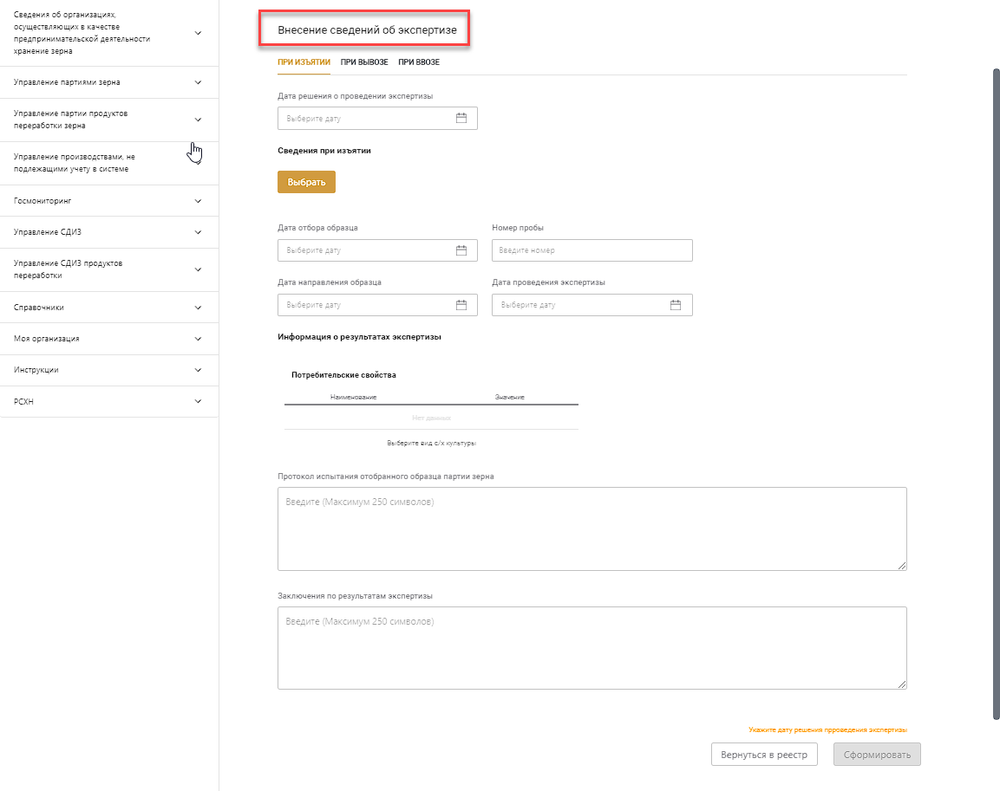 Сведения об организациях,
осуществляющих в качестве
предпринимательской деятельности
хранение зерна
Управление партиями зерна
Управление партии продуктов
переработки зерна
Управление производствами, не
подлежащими учету в системе
Госмониторинг
Управление СДИЗ
Управление СДИЗ продуктов
переработки
Справочники
Моя организация
Инструкции
РСХН
Внесение сведений об экспертизе
ПРИ ИЗЪЯТИИ ПРИ ВЫВОЗЕ ПРИ ВВОЗЕ
Дата решения о проведении экспертизы
Выберите дату
Сведения при изъятии
Выбрать
Дата отбора образца Номер пробы
Выберите дату Введите номер
Дата направления образца Дата проведения экспертизы
Выберите дату Выберите дату
Информация о результатах экспертизы
Потребительские свойства
Наименование Значение
Нет данных
Выберите вид с/х культуры
Протокол испытания отобранного образца партии зерна
Введите (Максимум 250 символов)
Заключения по результатам экспертизы
Введите (Максимум 250 символов)
Укажите дату решения прроведения экспертизы
Вернуться в реестр Сформировать